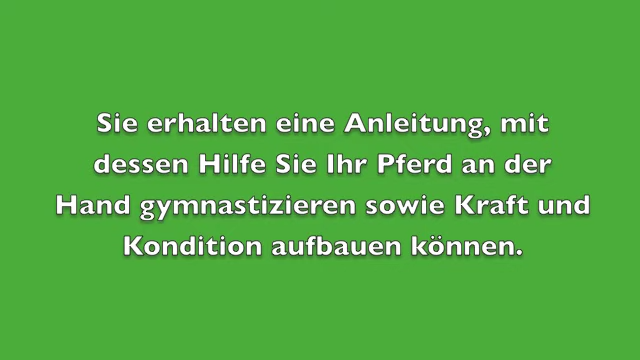 Sie erhalten eine Anleitung, mit
dessen Hilfe Sie Ihr Pferd an der
Hand gymnastizieren sowie Kraft und
Kondition aufbauen können.